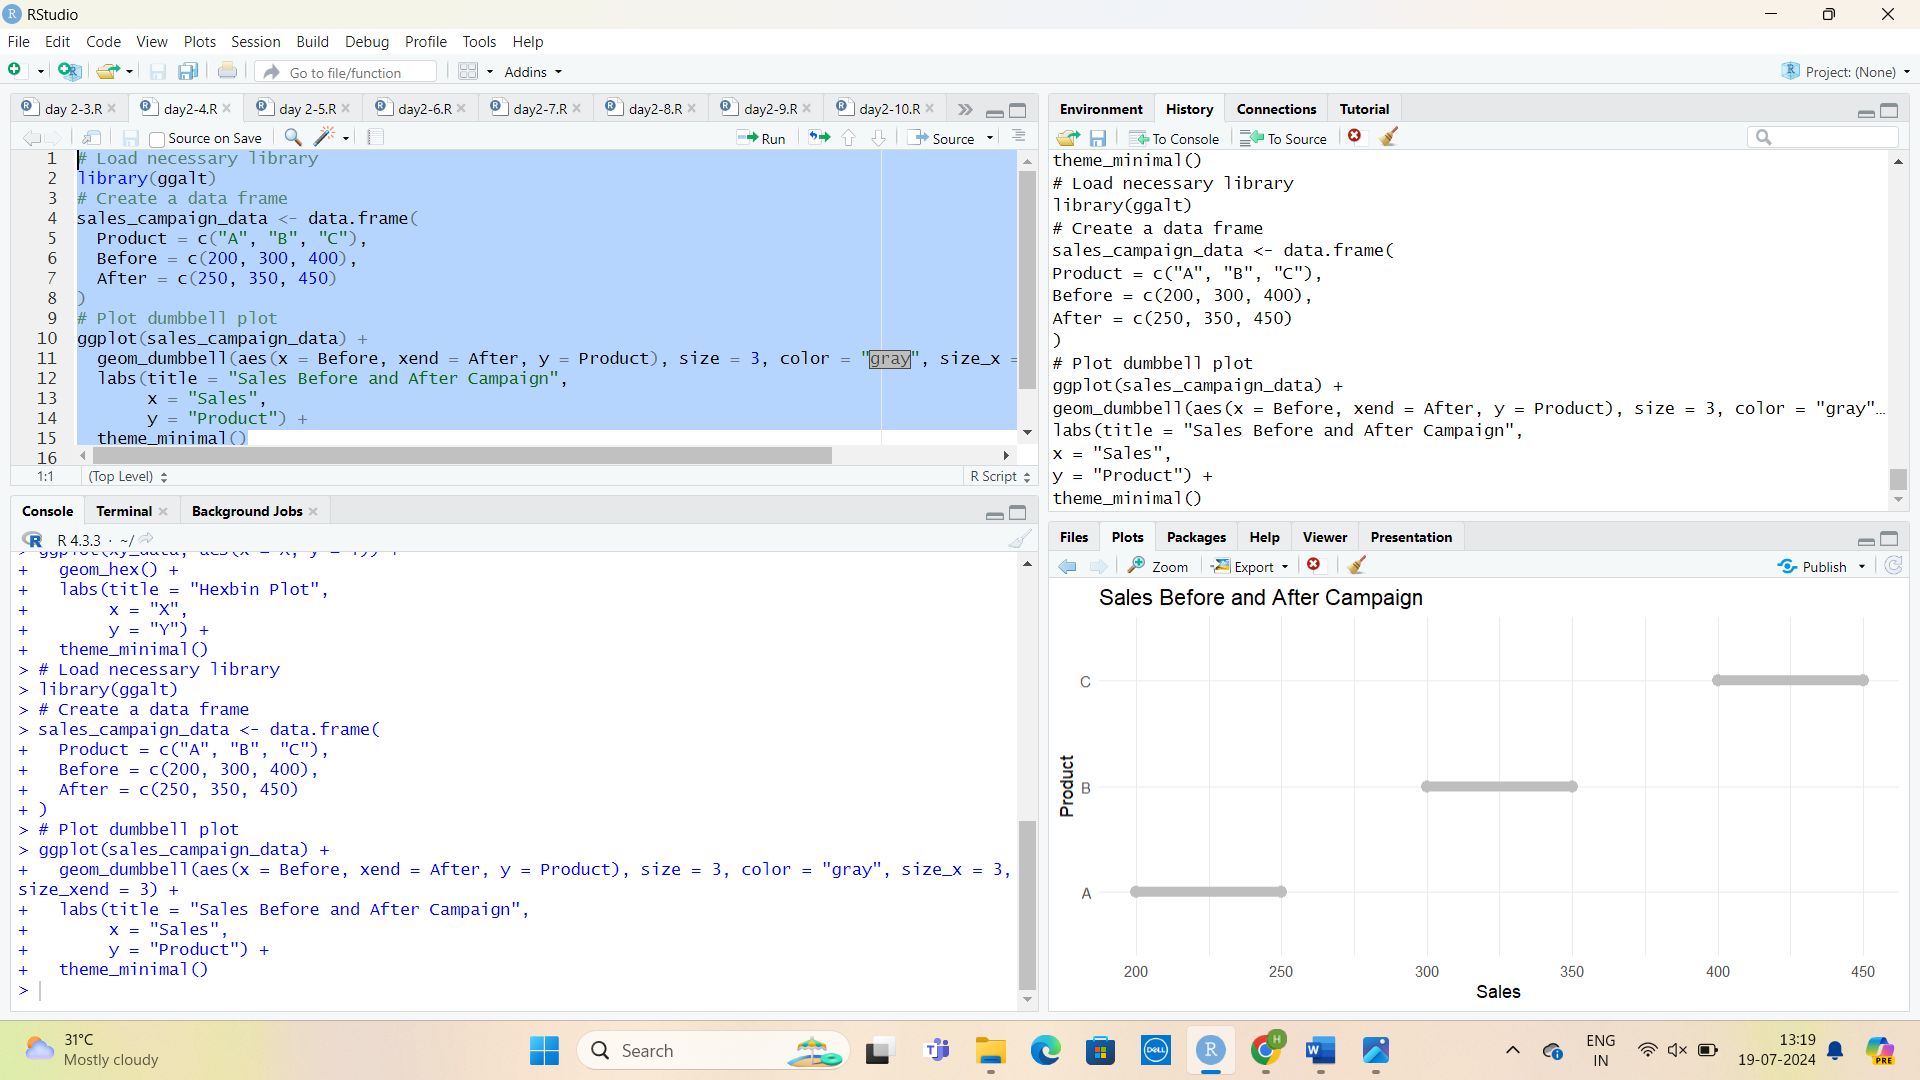 RStudio
File Edit Code View Plots Session Build Debug Profile Tools Help
Go to file/function Addins Project: (None)
day 2-3.R day2-4.R day 2-5.R day2-6.R day2-7.R day2-8.R day2-9.R day2-10.R
Source on Save Run Source
1 # Load necessary library
2 library(ggalt)
3 # Create a data frame
4 sales_campaign_data <- data.frame(
5 Product = c("A", "B", "C"),
6 Before = c(200, 300, 400),
7 After = c(250, 350, 450)
8 )
9 # Plot dumbbell plot
10 ggplot(sales_campaign_data) +
11 geom_dumbbell(aes(x = Before, xend = After, y = Product), size = 3, color = "gray", size_x =
12 labs(title = "Sales Before and After Campaign",
13 x = "Sales",
14 y = "Product") +
15 theme_minimal()
16
1:1 (Top Level) R Script
Console Terminal Background Jobs
R 4.3.3 · ~/
> ggplot(xy_data, aes(x = X, y = Y)) +
+ geom_hex() +
+ labs(title = "Hexbin Plot",
+ x = "X",
+ y = "Y") +
+ theme_minimal()
> # Load necessary library
> library(ggalt)
> # Create a data frame
> sales_campaign_data <- data.frame(
+ Product = c("A", "B", "C"),
+ Before = c(200, 300, 400),
+ After = c(250, 350, 450)
+ )
> # Plot dumbbell plot
> ggplot(sales_campaign_data) +
+ geom_dumbbell(aes(x = Before, xend = After, y = Product), size = 3, color = "gray", size_x = 3,
size_xend = 3) +
+ labs(title = "Sales Before and After Campaign",
+ x = "Sales",
+ y = "Product") +
+ theme_minimal()
>
Environment History Connections Tutorial
To Console To Source
theme_minimal()
# Load necessary library
library(ggalt)
# Create a data frame
sales_campaign_data <- data.frame(
Product = c("A", "B", "C"),
Before = c(200, 300, 400),
After = c(250, 350, 450)
)
# Plot dumbbell plot
ggplot(sales_campaign_data) +
geom_dumbbell(aes(x = Before, xend = After, y = Product), size = 3, color = "gray"…
labs(title = "Sales Before and After Campaign",
x = "Sales",
y = "Product") +
theme_minimal()
Files Plots Packages Help Viewer Presentation
Zoom Export Publish
Sales Before and After Campaign
C
B
A
Product
200 250 300 350 400 450
Sales
31°C
Mostly cloudy
Search
DELL
H
ENG
IN
13:19
19-07-2024
PRE